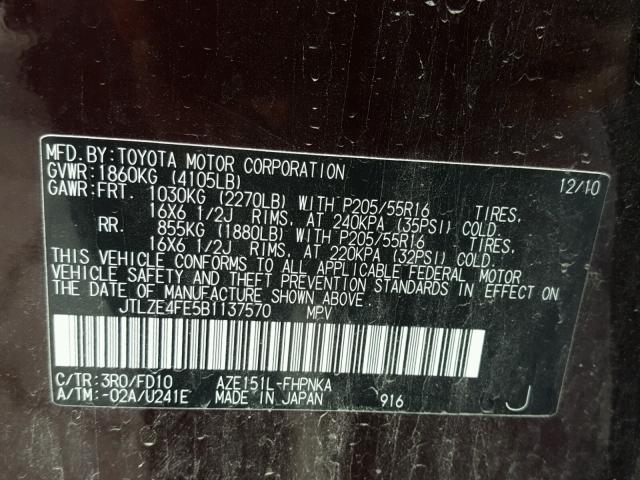 MFD.BY:TOYOTA MOTOR CORPORATION 12/10
GVWR:1860KG (4105LB)
GAWR:FRT. 1030KG (2270LB) WITH P205/55R16 TIRES,
16X6 1/2J RIMS, AT 240KPA (35PSI) COLD.
RR. 855KG (1880LB) WITH P205/55R16 TIRES,
16X6 1/2J RIMS, AT 220KPA (32PSI) COLD.
THIS VEHICLE CONFORMS TO ALL APPLICABLE FEDERAL MOTOR
VEHICLE SAFETY AND THEFT PREVENTION STANDARDS IN EFFECT ON
THE DATE OF MANUFACTURE SHOWN ABOVE.
JTLZE4FE5B1137570 MPV
C/TR:3R0/FD10 AZE151L-FHPNKA
A/TM:-02A/U241E MADE IN JAPAN 916 J